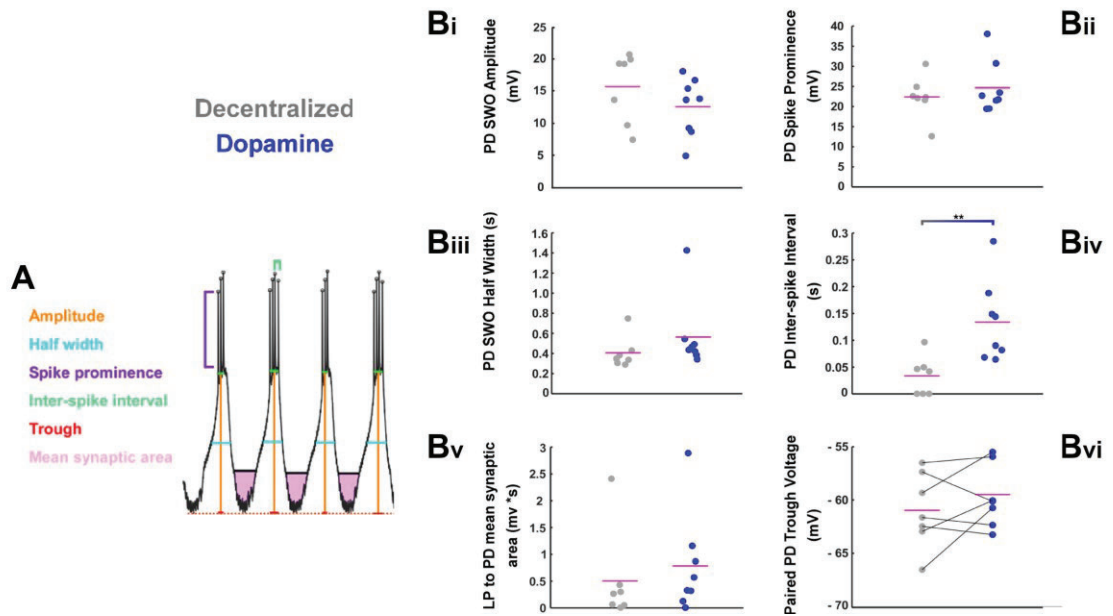 Decentralized
Dopamine
A
Amplitude
Half width
Spike prominence
Inter-spike interval
Trough
Mean synaptic area
Bi
PD SWO Amplitude
(mV)
25
20
15
10
5
0
Bii
PD Spike Prominence
(mV)
40
35
30
25
20
15
10
5
0
Biii
PD SWO Half Width (s)
1.6
1.4
1.2
1.0
0.8
0.6
0.4
0.2
0
Biv
**
PD Inter-spike Interval
(s)
0.3
0.25
0.2
0.15
0.1
0.05
0
Bv
LP to PD mean synaptic
area (mv *s)
3
2.5
2
1.5
1
0.5
0
Bvi
Paired PD Trough Voltage
(mV)
- 55
- 60
- 65
- 70